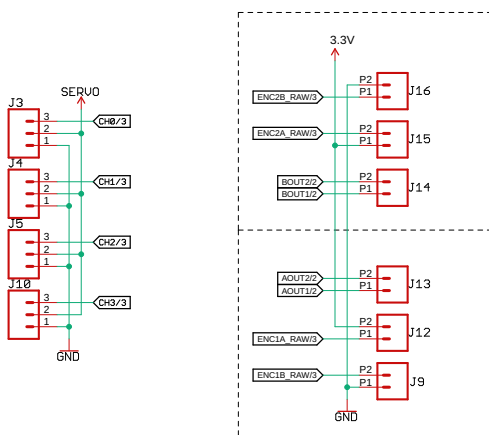 J3
SERVO
3
2
1
CH0/3
J4
3
2
1
CH1/3
J5
3
2
1
CH2/3
J10
3
2
1
CH3/3
GND
3.3V
P2
P1
J16
ENC2B_RAW/3
ENC2A_RAW/3
P2
P1
J15
BOUT2/2
BOUT1/2
P2
P1
J14
AOUT2/2
AOUT1/2
P2
P1
J13
P2
P1
J12
ENC1A_RAW/3
ENC1B_RAW/3
P2
P1
J9
GND